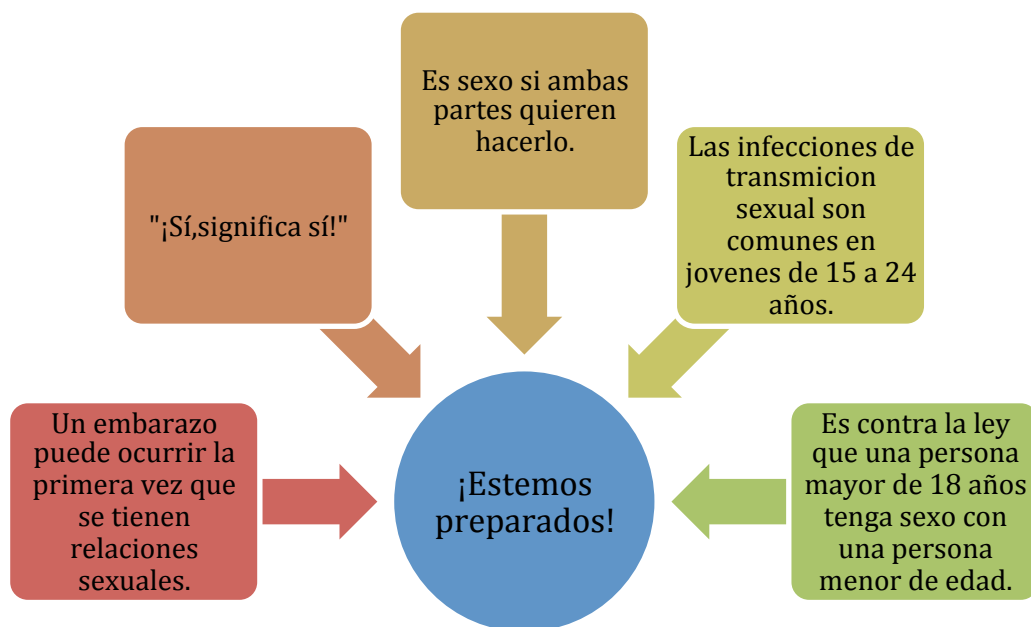 Es sexo si ambas
partes quieren
hacerlo.
"¡Sí,significa sí!"
Las infecciones de
transmicion
sexual son
comunes en
jovenes de 15 a 24
años.
Un embarazo
puede ocurrir la
primera vez que
se tienen
relaciones
sexuales.
¡Estemos
preparados!
Es contra la ley
que una persona
mayor de 18 años
tenga sexo con
una persona
menor de edad.